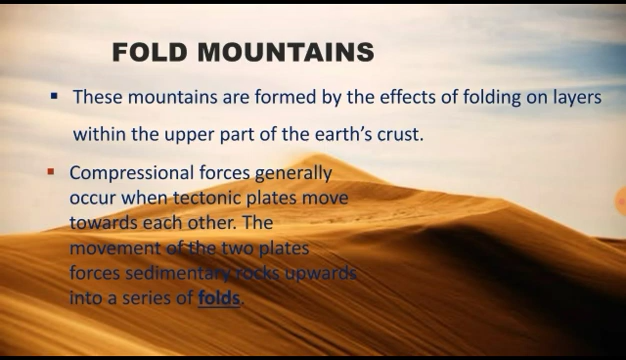 FOLD MOUNTAINS
▪ These mountains are formed by the effects of folding on layers
within the upper part of the earth's crust.
▪ Compressional forces generally
occur when tectonic plates move
towards each other. The
movement of the two plates
forces sedimentary rocks upwards
into a series of folds.